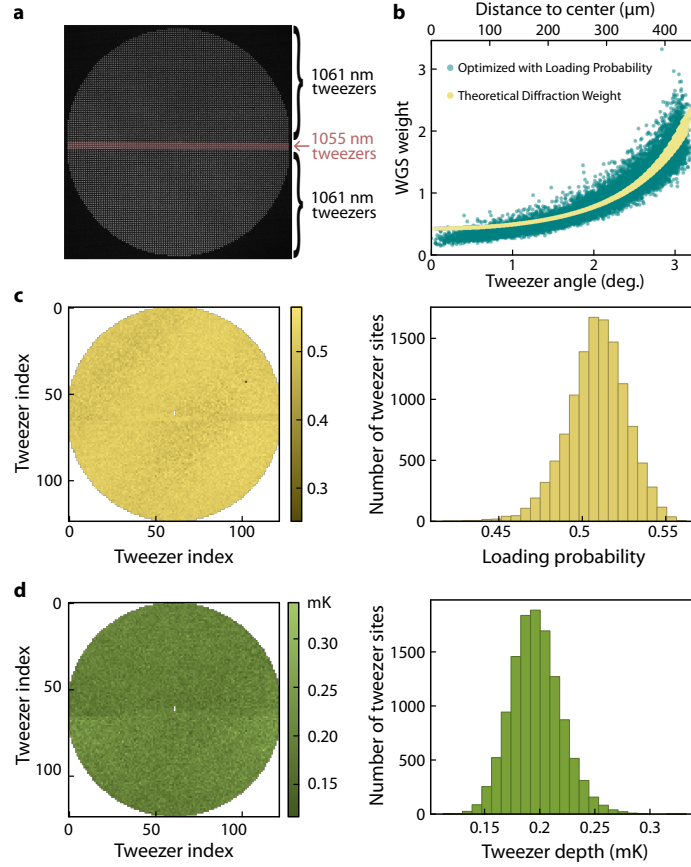 a
1061 nm
tweezers
1055 nm
tweezers
1061 nm
tweezers
b
Distance to center (μm)
0 100 200 300 400
Optimized with Loading Probability
Theoretical Diffraction Weight
WGS weight
3
2
1
0
0 1 2 3
Tweezer angle (deg.)
c
Tweezer index
0
50
100
0 50 100
Tweezer index
0.5
0.4
0.3
Number of tweezer sites
1500
1000
500
0
0.45 0.5 0.55
Loading probability
d
Tweezer index
0
50
100
0 50 100
Tweezer index
mK
0.30
0.25
0.20
0.15
Number of tweezer sites
1500
1000
500
0
0.15 0.2 0.25 0.3
Tweezer depth (mK)